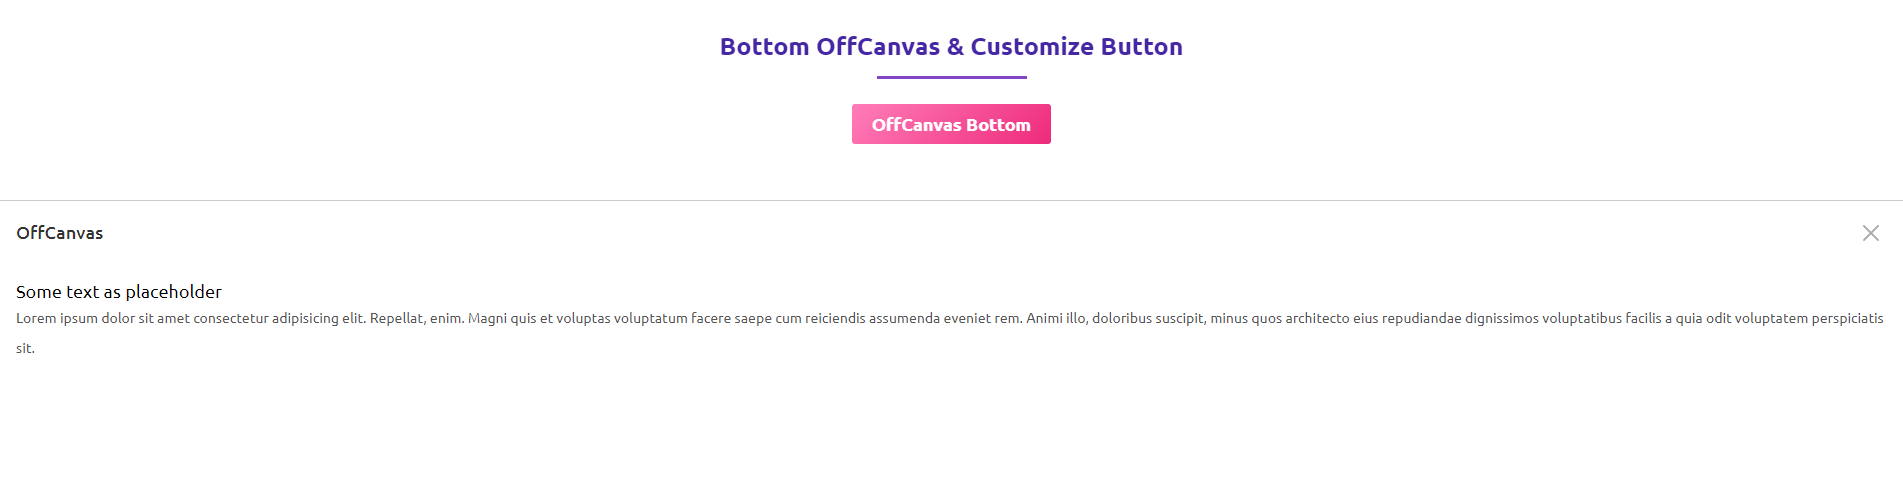 Bottom OffCanvas & Customize Button
OffCanvas Bottom
OffCanvas
Some text as placeholder
Lorem ipsum dolor sit amet consectetur adipisicing elit. Repellat, enim. Magni quis et voluptas voluptatum facere saepe cum reiciendis assumenda eveniet rem. Animi illo, doloribus suscipit, minus quos architecto eius repudiandae dignissimos voluptatibus facilis a quia odit voluptatem perspiciatis
sit.